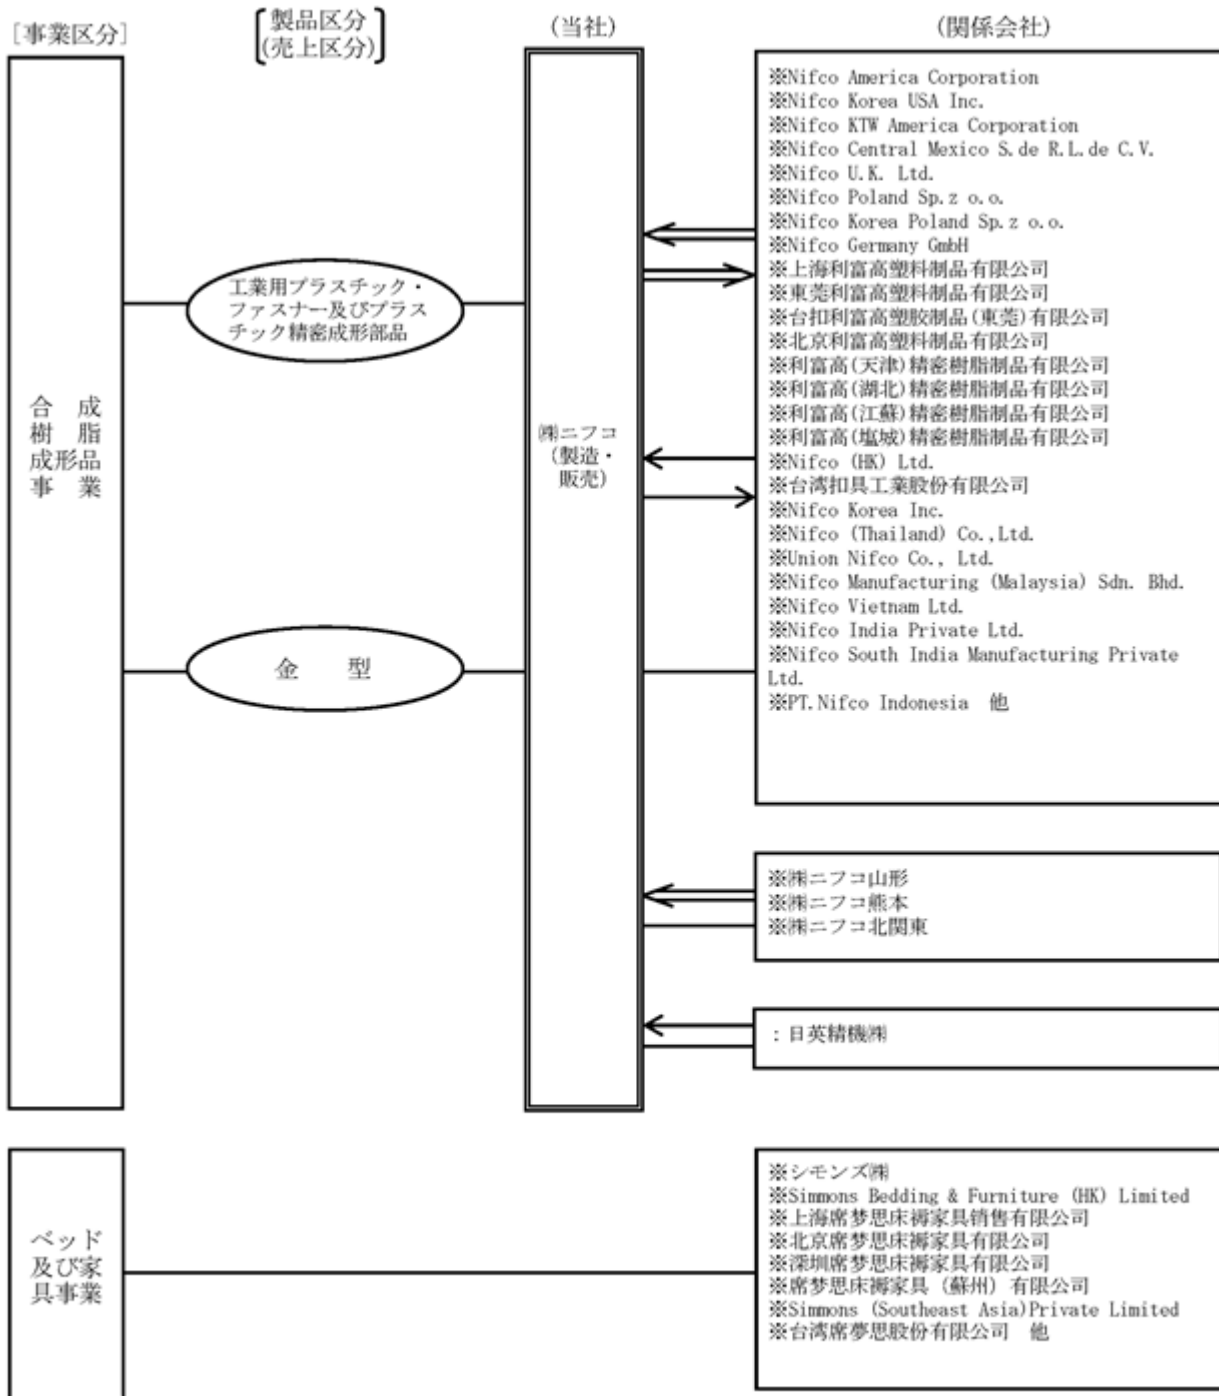 [事業区分]
製品区分
(売上区分)
(当社)
(関係会社)
合成
樹脂
成形品
事業
工業用プラスチック・
ファスナー及びプラス
チック精密成形部品
金型
㈱ニフコ
(製造・
販売)
※Nifco America Corporation
※Nifco Korea USA Inc.
※Nifco KTW America Corporation
※Nifco Central Mexico S.de R.L.de C.V.
※Nifco U.K. Ltd.
※Nifco Poland Sp.z o.o.
※Nifco Korea Poland Sp.z o.o.
※Nifco Germany GmbH
※上海利富高塑料制品有限公司
※東莞利富高塑料制品有限公司
※台扣利富高塑胶制品(東莞)有限公司
※北京利富高塑料制品有限公司
※利富高(天津)精密樹脂制品有限公司
※利富高(湖北)精密樹脂制品有限公司
※利富高(江蘇)精密樹脂制品有限公司
※利富高(塩城)精密樹脂制品有限公司
※Nifco (HK) Ltd.
※台湾扣具工業股份有限公司
※Nifco Korea Inc.
※Nifco (Thailand) Co.,Ltd.
※Union Nifco Co., Ltd.
※Nifco Manufacturing (Malaysia) Sdn. Bhd.
※Nifco Vietnam Ltd.
※Nifco India Private Ltd.
※Nifco South India Manufacturing Private
Ltd.
※PT.Nifco Indonesia 他
※㈱ニフコ山形
※㈱ニフコ熊本
※㈱ニフコ北関東
：日英精機㈱
ベッド
及び家
具事業
※シモンズ㈱
※Simmons Bedding & Furniture (HK) Limited
※上海席梦思床褥家具销售有限公司
※北京席梦思床褥家具有限公司
※深圳席梦思床褥家具有限公司
※席梦思床褥家具（蘇州）有限公司
※Simmons (Southeast Asia)Private Limited
※台湾席夢思股份有限公司 他